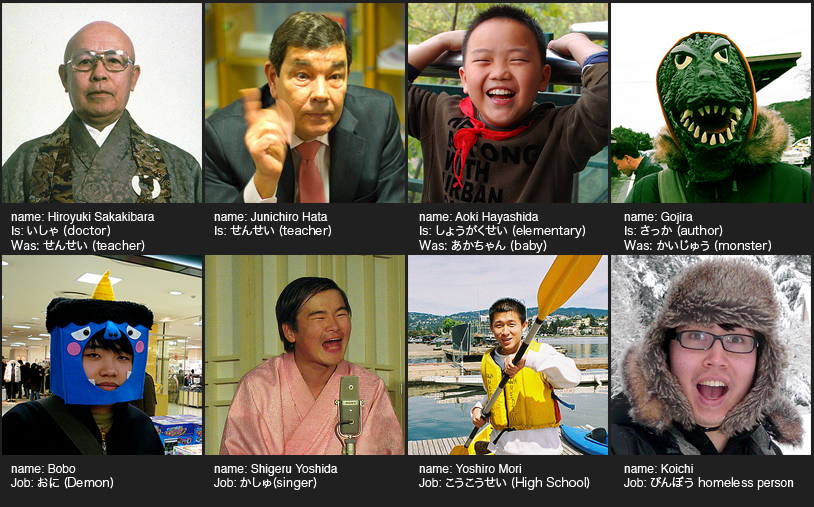 name: Hiroyuki Sakakibara
Is: いしゃ (doctor)
Was: せんせい (teacher)
name: Junichiro Hata
Is: せんせい (teacher)
name: Aoki Hayashida
Is: しょうがくせい (elementary)
Was: あかちゃん (baby)
name: Gojira
Is: さっか (author)
Was: かいじゅう (monster)
name: Bobo
Job: おに (Demon)
name: Shigeru Yoshida
Job: かしゅ(singer)
name: Yoshiro Mori
Job: こうこうせい (High School)
name: Koichi
Job: びんぼう homeless person